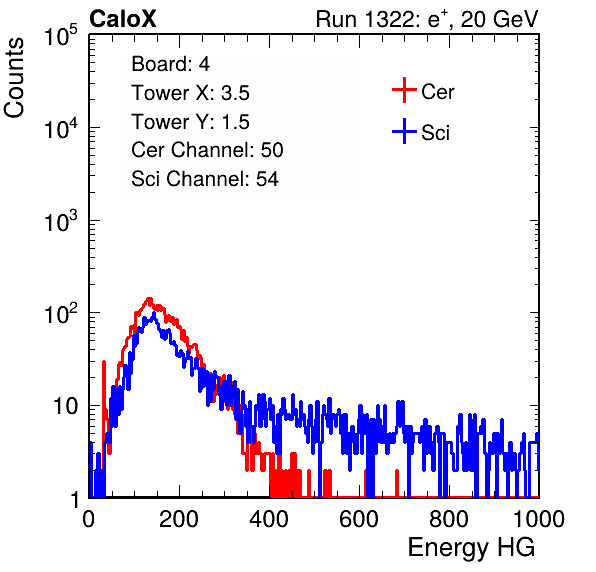 CaloX Run 1322: e⁺, 20 GeV
Counts
10⁵
10⁴
10³
10²
10
1
Board: 4
Tower X: 3.5
Tower Y: 1.5
Cer Channel: 50
Sci Channel: 54
Cer
Sci
0 200 400 600 800 1000
Energy HG